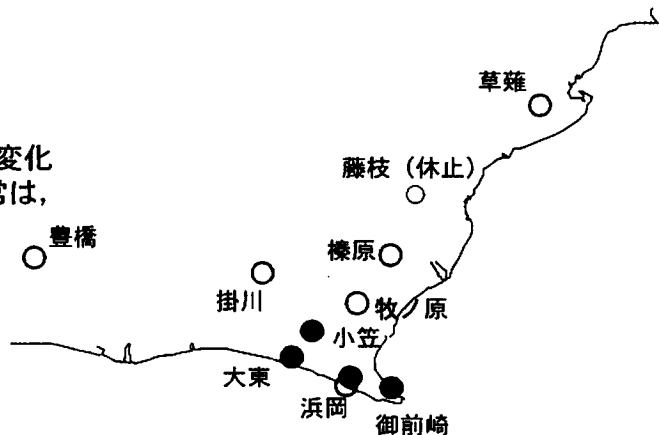 草薙
変化
常は，
藤枝（休止）
豊橋
榛原
掛川
牧ノ原
小笠
大東
浜岡
御前崎